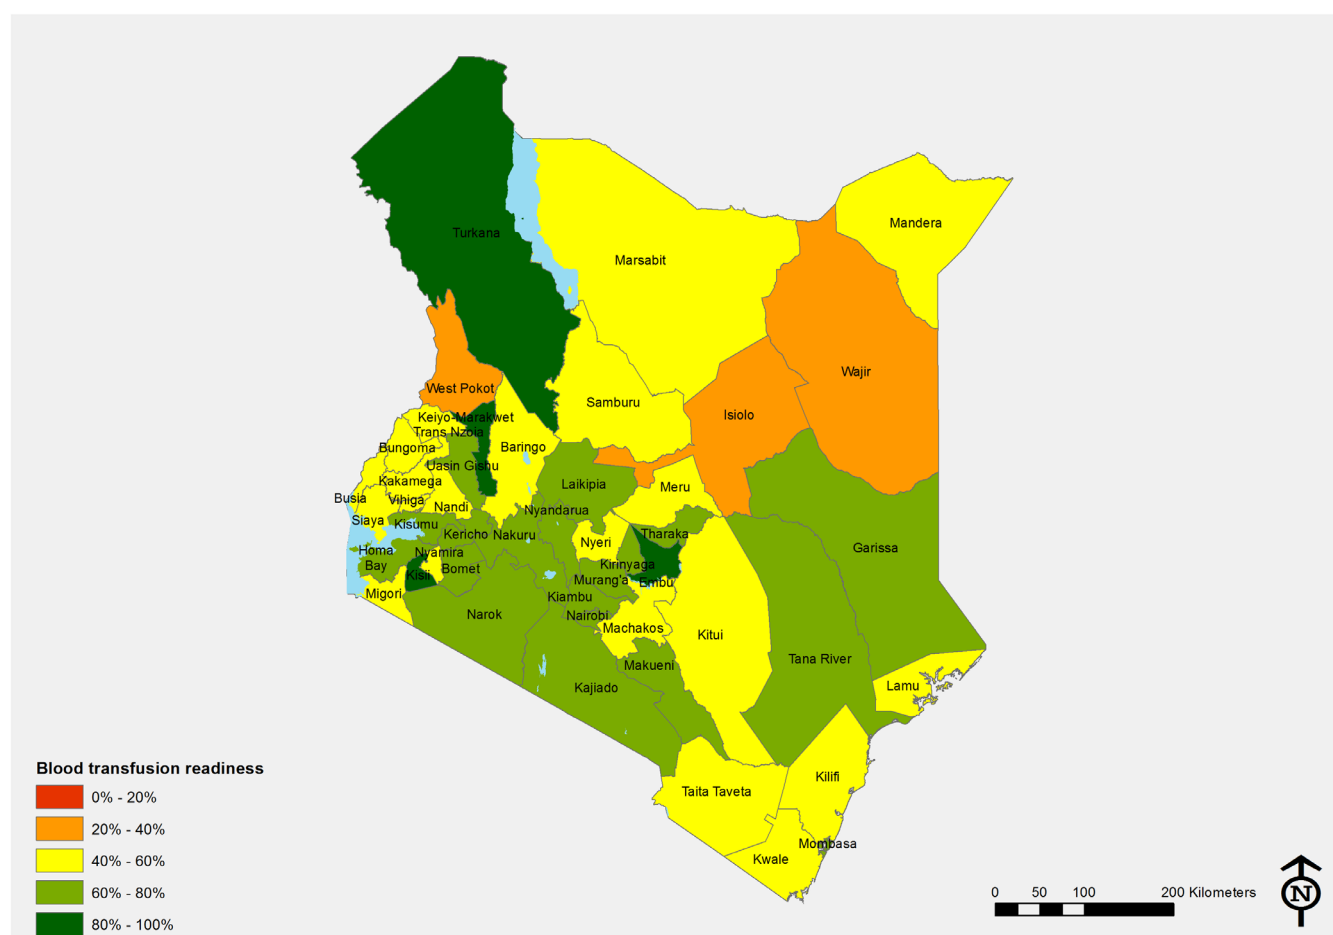 Turkana
Mandera
Marsabit
Wajir
West Pokot
Samburu
Isiolo
Keiyo-Marakwet
Trans Nzoia
Bungoma
Baringo
Uasin Gishu
Kakamega
Laikipia
Meru
Busia
Vihiga
Nandi
Nyandarua
Siaya
Kisumu
Kericho
Nakuru
Tharaka
Nyeri
Garissa
Homa
Bay
Nyamira
Kirinyaga
Bomet
Kisii
Murang'a
Embu
Migori
Kiambu
Narok
Nairobi
Machakos
Kitui
Tana River
Makueni
Kajiado
Lamu
Kilifi
Taita Taveta
Mombasa
Kwale
Blood transfusion readiness
0% - 20%
20% - 40%
40% - 60%
60% - 80%
80% - 100%
0 50 100 200 Kilometers
N